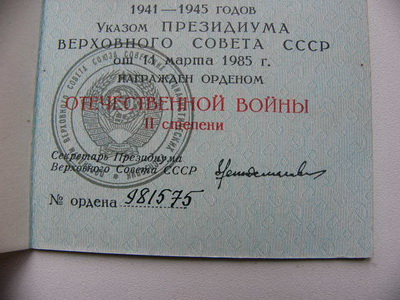 1941—1945 ГОДОВ
Указом ПРЕЗИДИУМА
ВЕРХОВНОГО СОВЕТА СССР
от 11 марта 1985 г.
НАГРАЖДЕН ОРДЕНОМ
ОТЕЧЕСТВЕННОЙ ВОЙНЫ
II степени
Секретарь Президиума
Верховного Совета СССР
№ ордена 981575